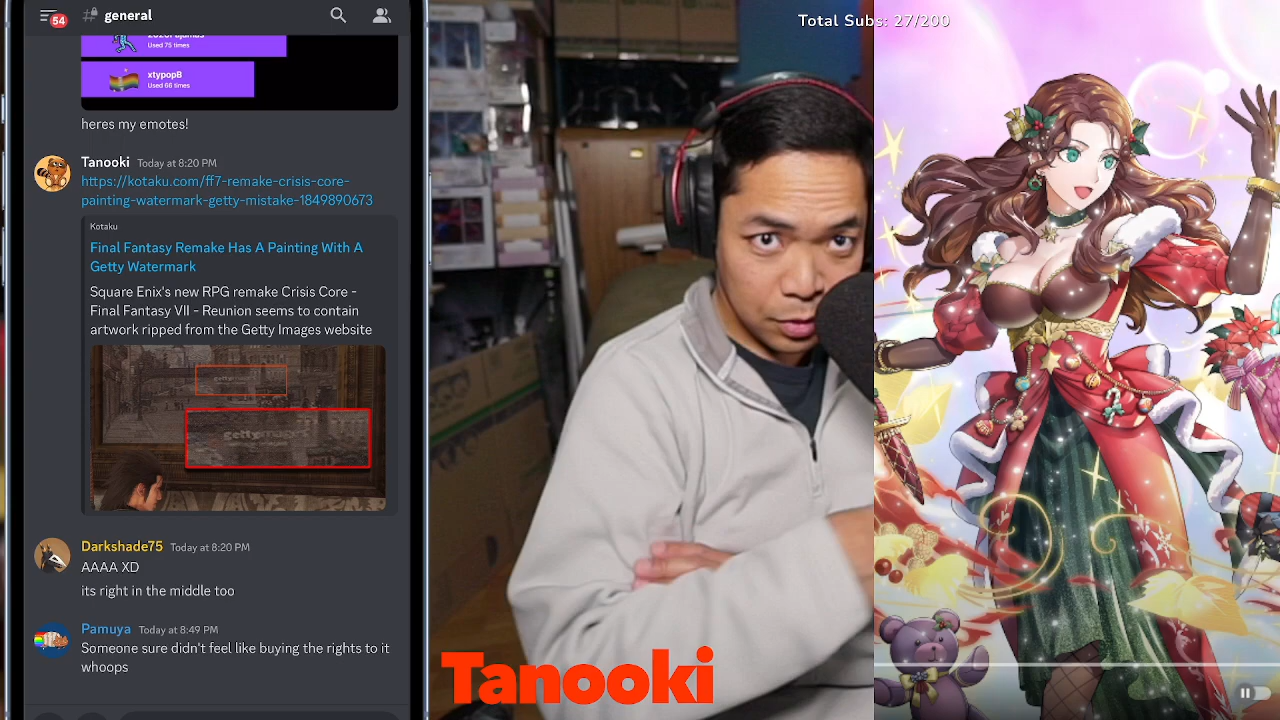 54
general
Used 75 times
xtypopB
Used 66 times
heres my emotes!
Tanooki Today at 8:20 PM
https://kotaku.com/ff7-remake-crisis-core-
painting-watermark-getty-mistake-1849890673
Kotaku
Final Fantasy Remake Has A Painting With A
Getty Watermark
Square Enix's new RPG remake Crisis Core -
Final Fantasy VII - Reunion seems to contain
artwork ripped from the Getty Images website
Darkshade75 Today at 8:20 PM
AAAA XD
its right in the middle too
Pamuya Today at 8:49 PM
Someone sure didn't feel like buying the rights to it
whoops
Tanooki
Total Subs: 27/200